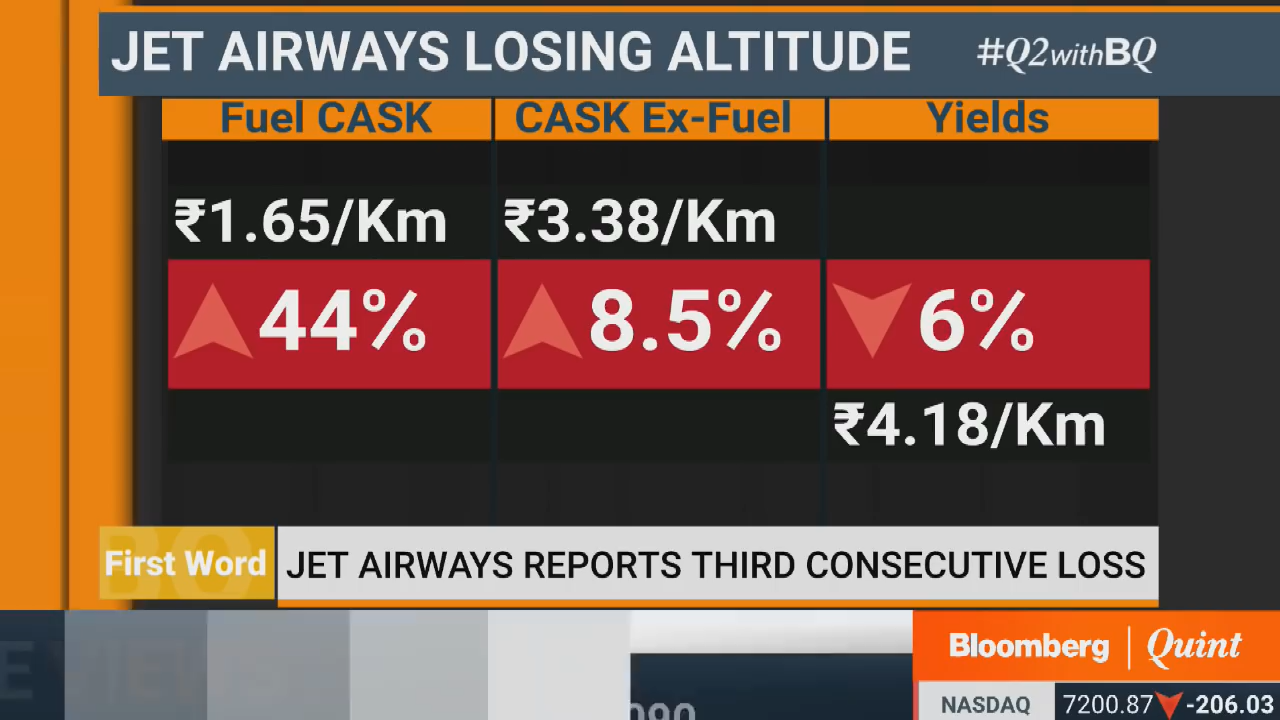 JET AIRWAYS LOSING ALTITUDE #Q2withBQ
Fuel CASK CASK Ex-Fuel Yields
₹1.65/Km ₹3.38/Km
44% 8.5% 6%
₹4.18/Km
First Word JET AIRWAYS REPORTS THIRD CONSECUTIVE LOSS
Bloomberg | Quint
NASDAQ 7200.87 -206.03